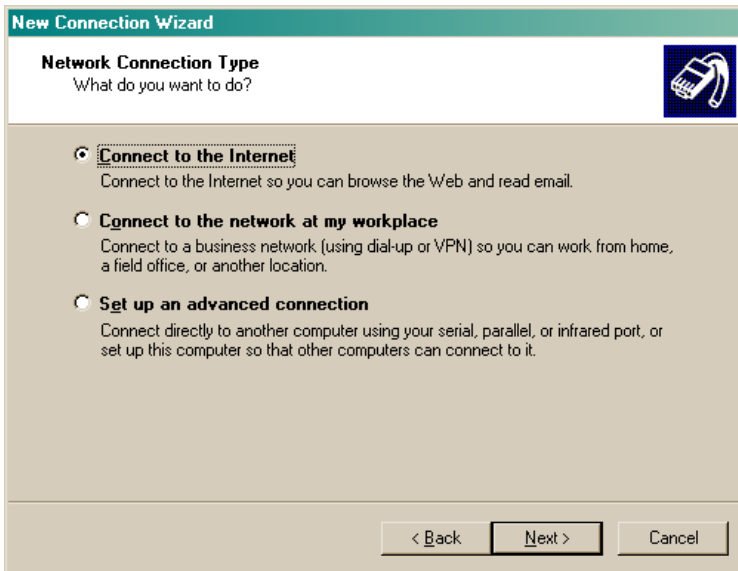 New Connection Wizard
Network Connection Type
What do you want to do?
Connect to the Internet
Connect to the Internet so you can browse the Web and read email.
Connect to the network at my workplace
Connect to a business network (using dial-up or VPN) so you can work from home,
a field office, or another location.
Set up an advanced connection
Connect directly to another computer using your serial, parallel, or infrared port, or
set up this computer so that other computers can connect to it.
< Back Next > Cancel